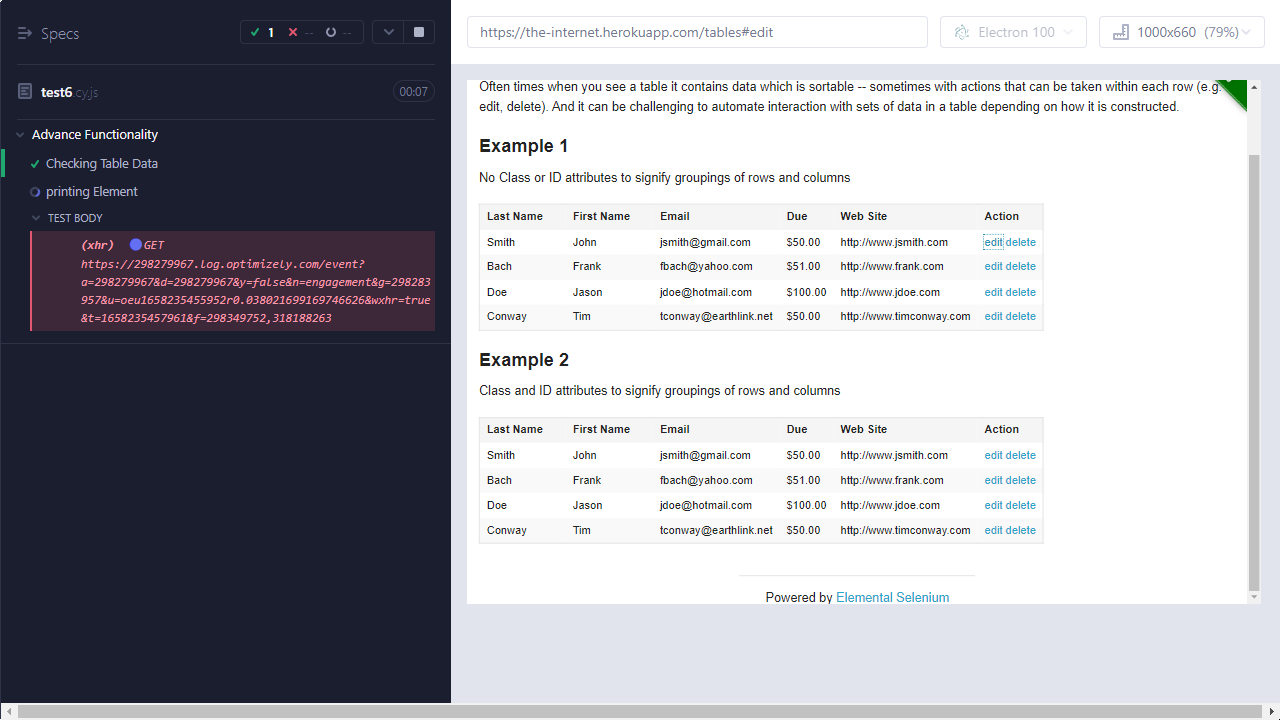 Specs
1 -- --
test6 cy.js 00:07
Advance Functionality
Checking Table Data
printing Element
TEST BODY
(xhr) GET
https://298279967.log.optimizely.com/event?
a=298279967&d=298279967&y=false&n=engagement&g=298283
957&u=oeu1658235455952r0.038021699169746626&wxhr=true
&t=1658235457961&f=298349752,318188263
https://the-internet.herokuapp.com/tables#edit
Electron 100
1000x660 (79%)
Often times when you see a table it contains data which is sortable -- sometimes with actions that can be taken within each row (e.g.
edit, delete). And it can be challenging to automate interaction with sets of data in a table depending on how it is constructed.
Example 1
No Class or ID attributes to signify groupings of rows and columns
Last Name First Name Email Due Web Site Action
Smith John jsmith@gmail.com $50.00 http://www.jsmith.com edit delete
Bach Frank fbach@yahoo.com $51.00 http://www.frank.com edit delete
Doe Jason jdoe@hotmail.com $100.00 http://www.jdoe.com edit delete
Conway Tim tconway@earthlink.net $50.00 http://www.timconway.com edit delete
Example 2
Class and ID attributes to signify groupings of rows and columns
Last Name First Name Email Due Web Site Action
Smith John jsmith@gmail.com $50.00 http://www.jsmith.com edit delete
Bach Frank fbach@yahoo.com $51.00 http://www.frank.com edit delete
Doe Jason jdoe@hotmail.com $100.00 http://www.jdoe.com edit delete
Conway Tim tconway@earthlink.net $50.00 http://www.timconway.com edit delete
Powered by Elemental Selenium